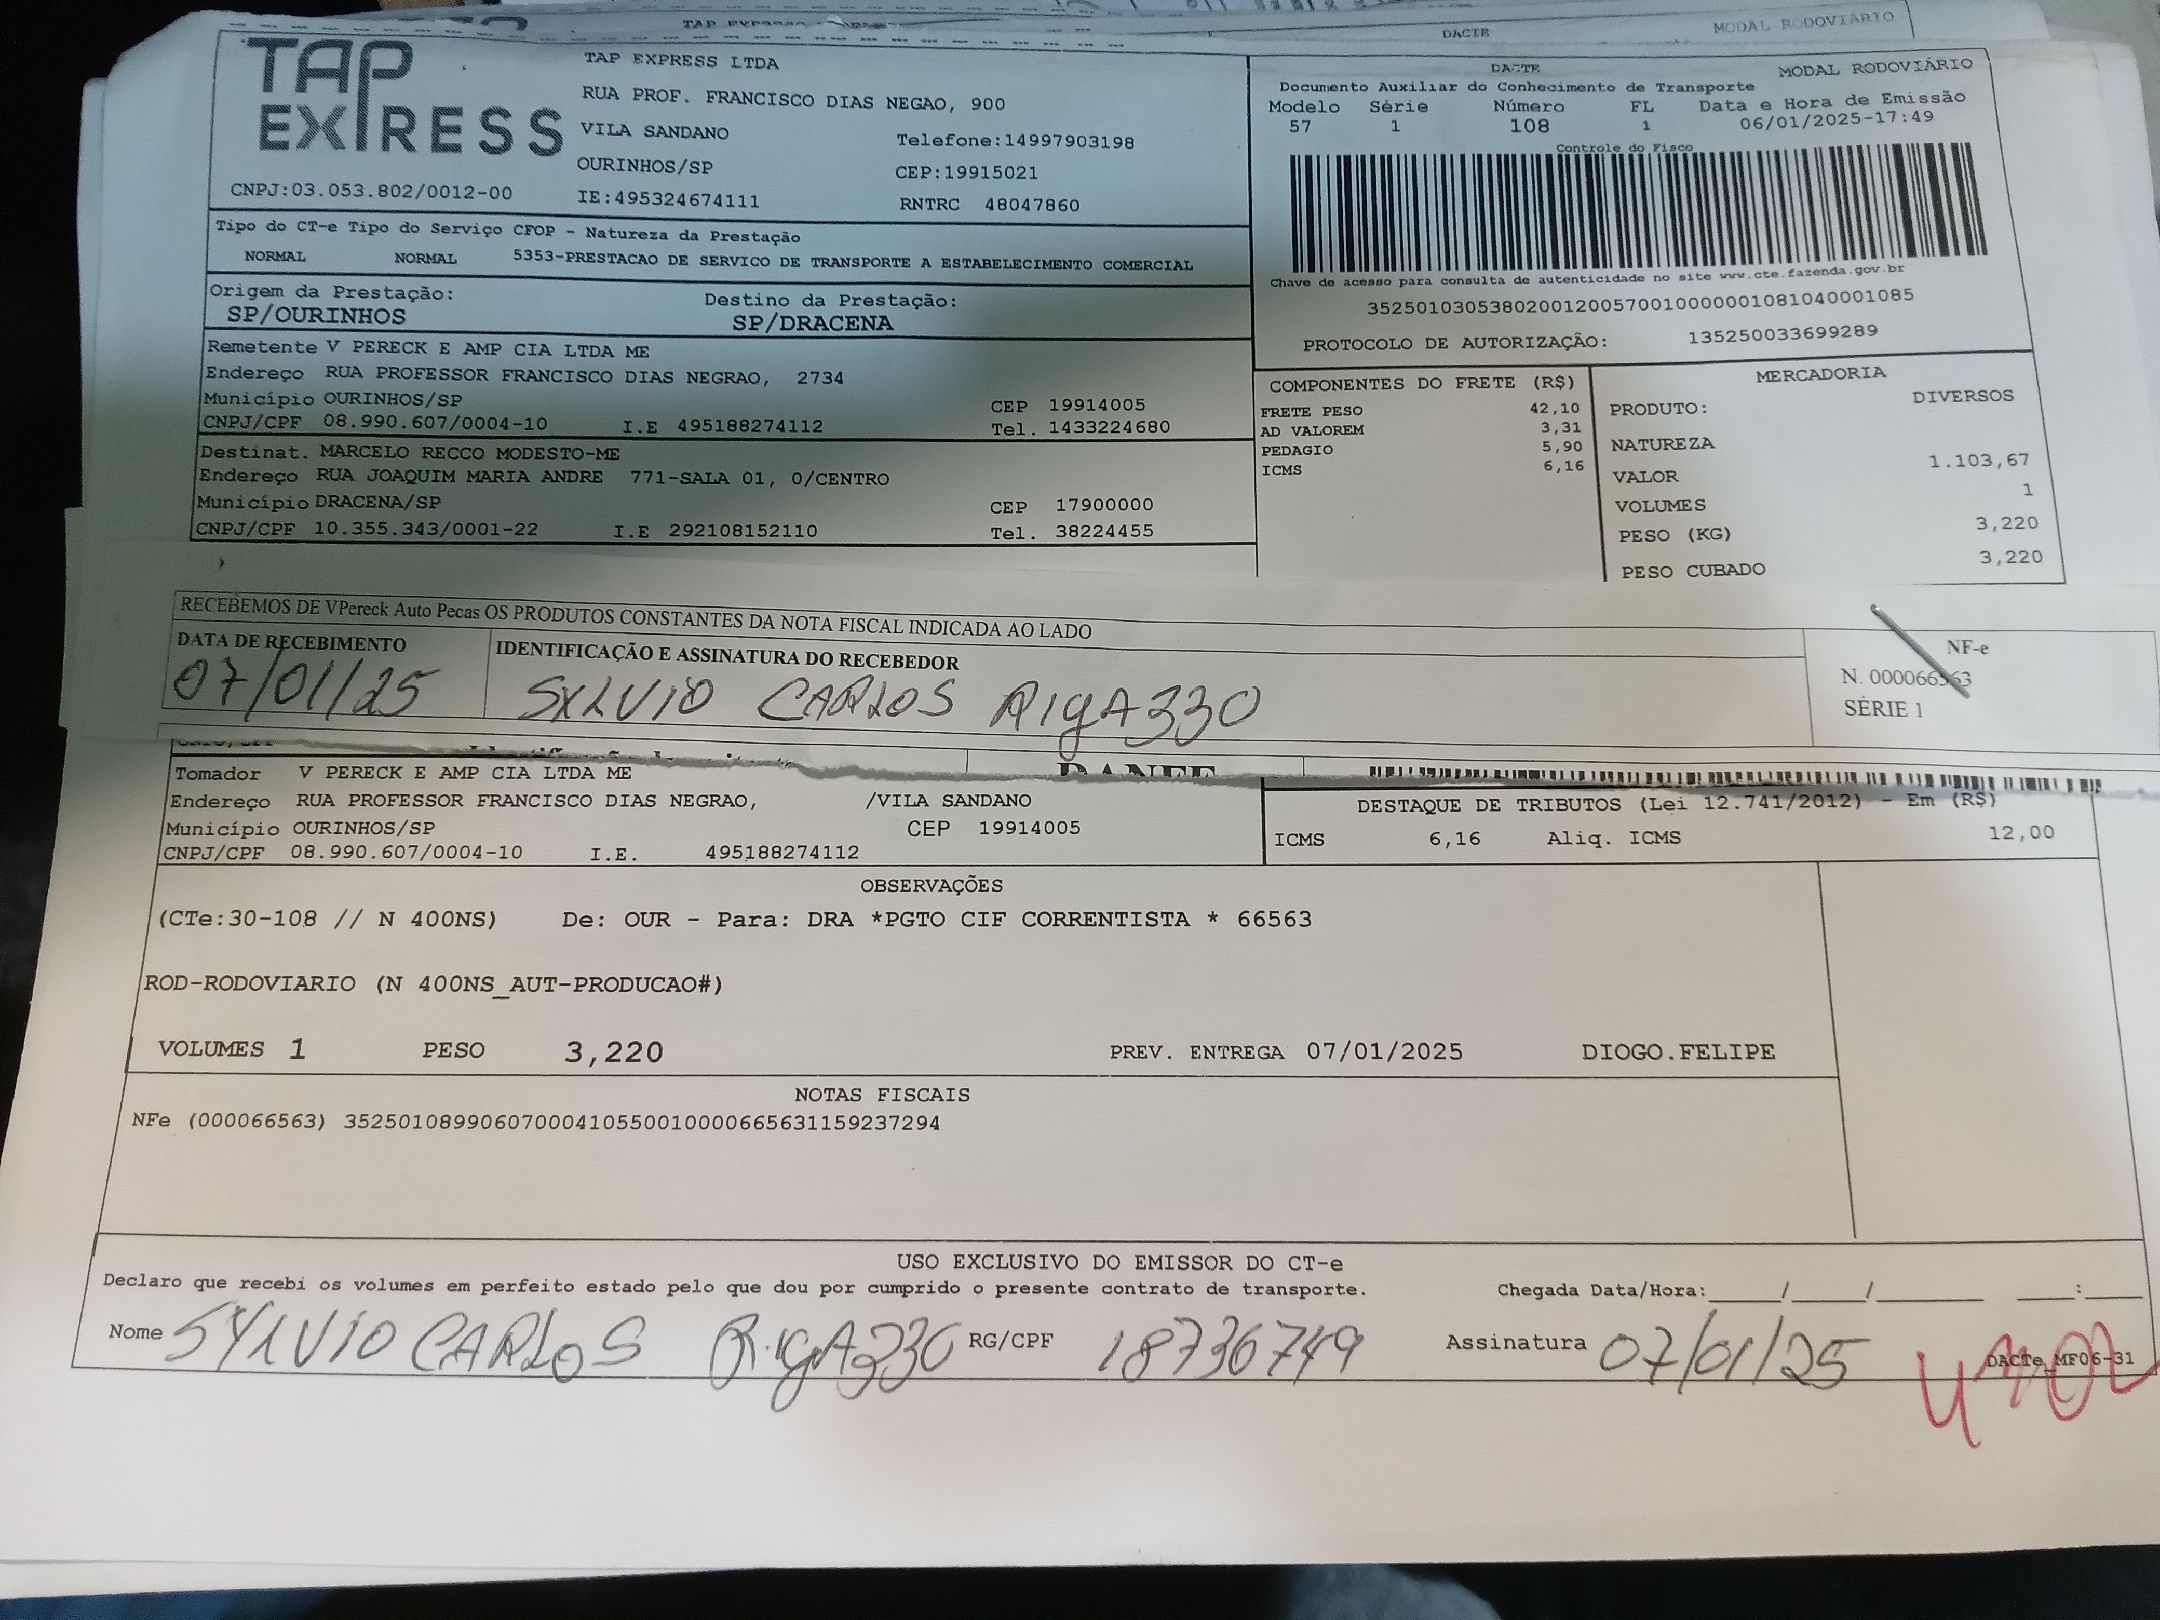 DACTE
MODAL RODOVIÁRIO
TAP EXPRESS
TAP EXPRESS LTDA
RUA PROF. FRANCISCO DIAS NEGAO, 900
VILA SANDANO
Telefone:14997903198
OURINHOS/SP
CEP:19915021
CNPJ:03.053.802/0012-00
IE:495324674111
RNTRC 48047860
DACTE
MODAL RODOVIÁRIO
Documento Auxiliar do Conhecimento de Transporte
Modelo Série Número FL Data e Hora de Emissão
57 1 108 1 06/01/2025-17:49
Controle do Fisco
Chave de acesso para consulta de autenticidade no site www.cte.fazenda.gov.br
35250103053802001200570010000001081040001085
PROTOCOLO DE AUTORIZAÇÃO: 135250033699289
Tipo do CT-e Tipo do Serviço CFOP - Natureza da Prestação
NORMAL NORMAL 5353-PRESTACAO DE SERVICO DE TRANSPORTE A ESTABELECIMENTO COMERCIAL
Origem da Prestação: Destino da Prestação:
SP/OURINHOS SP/DRACENA
Remetente V PERECK E AMP CIA LTDA ME
Endereço RUA PROFESSOR FRANCISCO DIAS NEGRAO, 2734
Município OURINHOS/SP CEP 19914005
CNPJ/CPF 08.990.607/0004-10 I.E 495188274112 Tel. 1433224680
Destinat. MARCELO RECCO MODESTO-ME
Endereço RUA JOAQUIM MARIA ANDRE 771-SALA 01, 0/CENTRO
Município DRACENA/SP CEP 17900000
CNPJ/CPF 10.355.343/0001-22 I.E 292108152110 Tel. 38224455
COMPONENTES DO FRETE (R$)
FRETE PESO 42,10
AD VALOREM 3,31
PEDAGIO 5,90
ICMS 6,16
MERCADORIA
PRODUTO: DIVERSOS
NATUREZA
VALOR 1.103,67
VOLUMES 1
PESO (KG) 3,220
PESO CUBADO 3,220
RECEBEMOS DE VPereck Auto Pecas OS PRODUTOS CONSTANTES DA NOTA FISCAL INDICADA AO LADO
DATA DE RECEBIMENTO
07/01/25
IDENTIFICAÇÃO E ASSINATURA DO RECEBEDOR
SYLVIO CARLOS RIGAZZO
NF-e
N. 000066563
SÉRIE 1
DANFE
Tomador V PERECK E AMP CIA LTDA ME
Endereço RUA PROFESSOR FRANCISCO DIAS NEGRAO, /VILA SANDANO
Município OURINHOS/SP CEP 19914005
CNPJ/CPF 08.990.607/0004-10 I.E. 495188274112
DESTAQUE DE TRIBUTOS (Lei 12.741/2012) - Em (R$)
ICMS 6,16 Aliq. ICMS 12,00
OBSERVAÇÕES
(CTe:30-108 // N 400NS) De: OUR - Para: DRA *PGTO CIF CORRENTISTA * 66563
ROD-RODOVIARIO (N 400NS_AUT-PRODUCAO#)
VOLUMES 1 PESO 3,220 PREV. ENTREGA 07/01/2025 DIOGO.FELIPE
NOTAS FISCAIS
NFe (000066563) 35250108990607000410550010000665631159237294
USO EXCLUSIVO DO EMISSOR DO CT-e
Declaro que recebi os volumes em perfeito estado pelo que dou por cumprido o presente contrato de transporte. Chegada Data/Hora:_____/_____/________ ____:____
Nome SYLVIO CARLOS RIGAZZO RG/CPF 18736749 Assinatura 07/01/25
DACTe_MF06-31